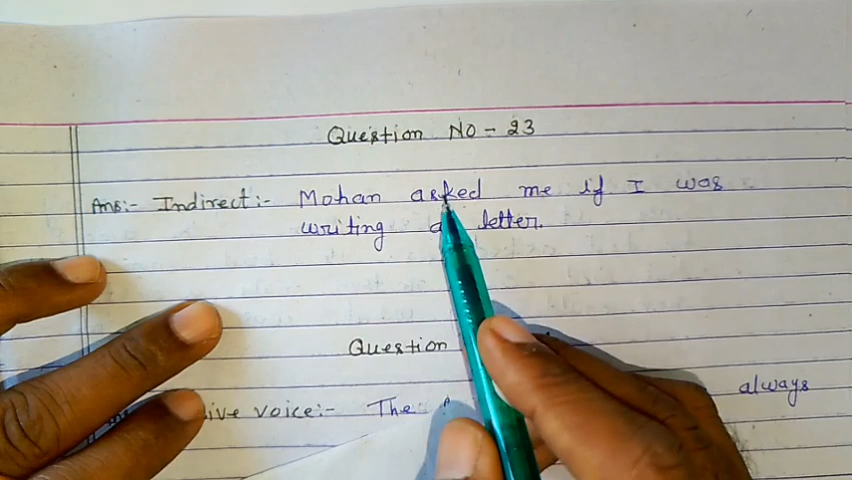 Question No - 23
Ans:- Indirect:- Mohan asked me if I was
writing a letter.
Question
ive voice:- The always